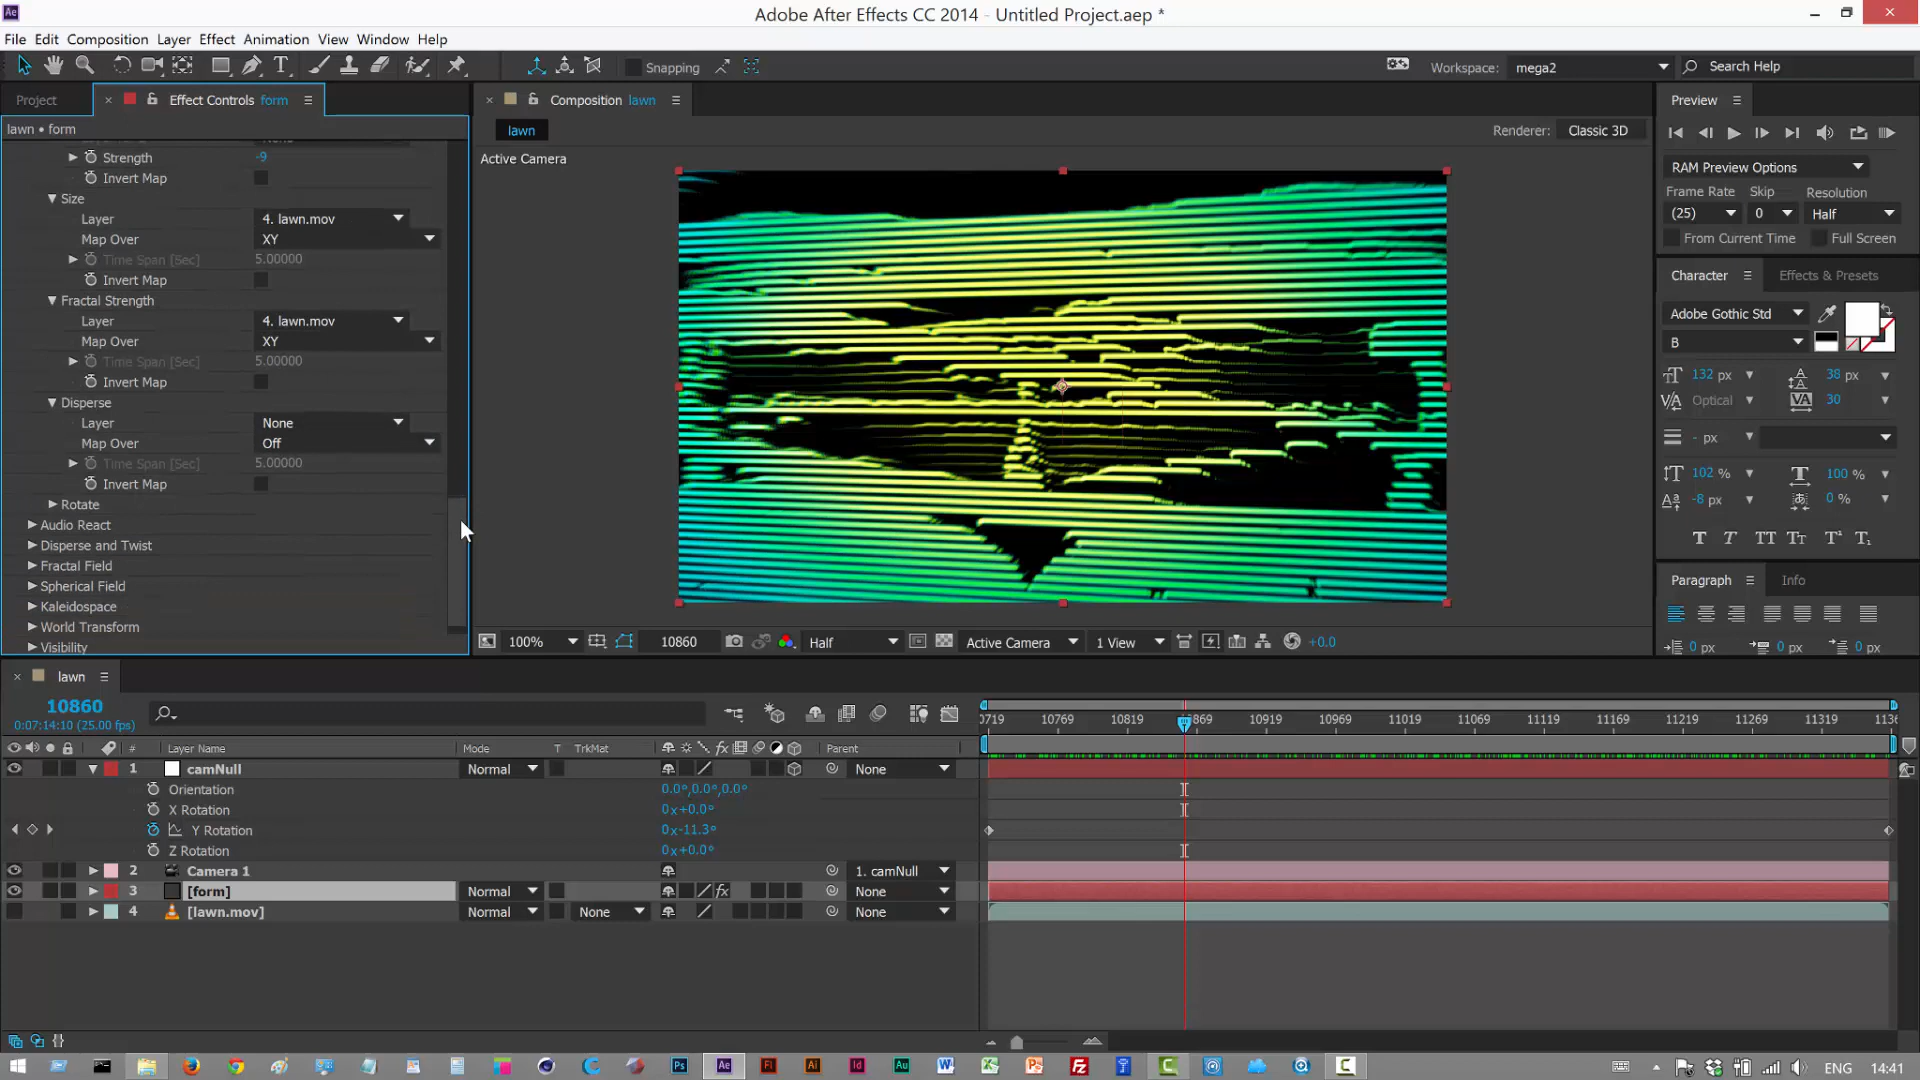 Adobe After Effects CC 2014 - Untitled Project.aep *
File Edit Composition Layer Effect Animation View Window Help
Snapping
Workspace: mega2
Search Help
Project
Effect Controls form
Composition lawn
Preview
lawn • form
lawn
Renderer: Classic 3D
Active Camera
Strength -9
Invert Map
Size
Layer 4. lawn.mov
Map Over XY
Time Span [Sec] 5.00000
Invert Map
Fractal Strength
Layer 4. lawn.mov
Map Over XY
Time Span [Sec] 5.00000
Invert Map
Disperse
Layer None
Map Over Off
Time Span [Sec] 5.00000
Invert Map
Rotate
Audio React
Disperse and Twist
Fractal Field
Spherical Field
Kaleidospace
World Transform
Visibility
RAM Preview Options
Frame Rate Skip Resolution
(25) 0 Half
From Current Time Full Screen
Character Effects & Presets
Adobe Gothic Std
B
132 px 38 px
Optical 30
- px
102 % 100 %
-8 px 0 %
Paragraph Info
0 px 0 px 0 px
100% 10860 Half Active Camera 1 View +0.0
lawn
10860
0:07:14:10 (25.00 fps)
0719 10769 10819 869 10919 10969 11019 11069 11119 11169 11219 11269 11319 1136
# Layer Name Mode T TrkMat Parent
1 camNull Normal None
Orientation 0.0°,0.0°,0.0°
X Rotation 0x+0.0°
Y Rotation 0x-11.3°
Z Rotation 0x+0.0°
2 Camera 1 1. camNull
3 [form] Normal None
4 [lawn.mov] Normal None None
ENG 14:41